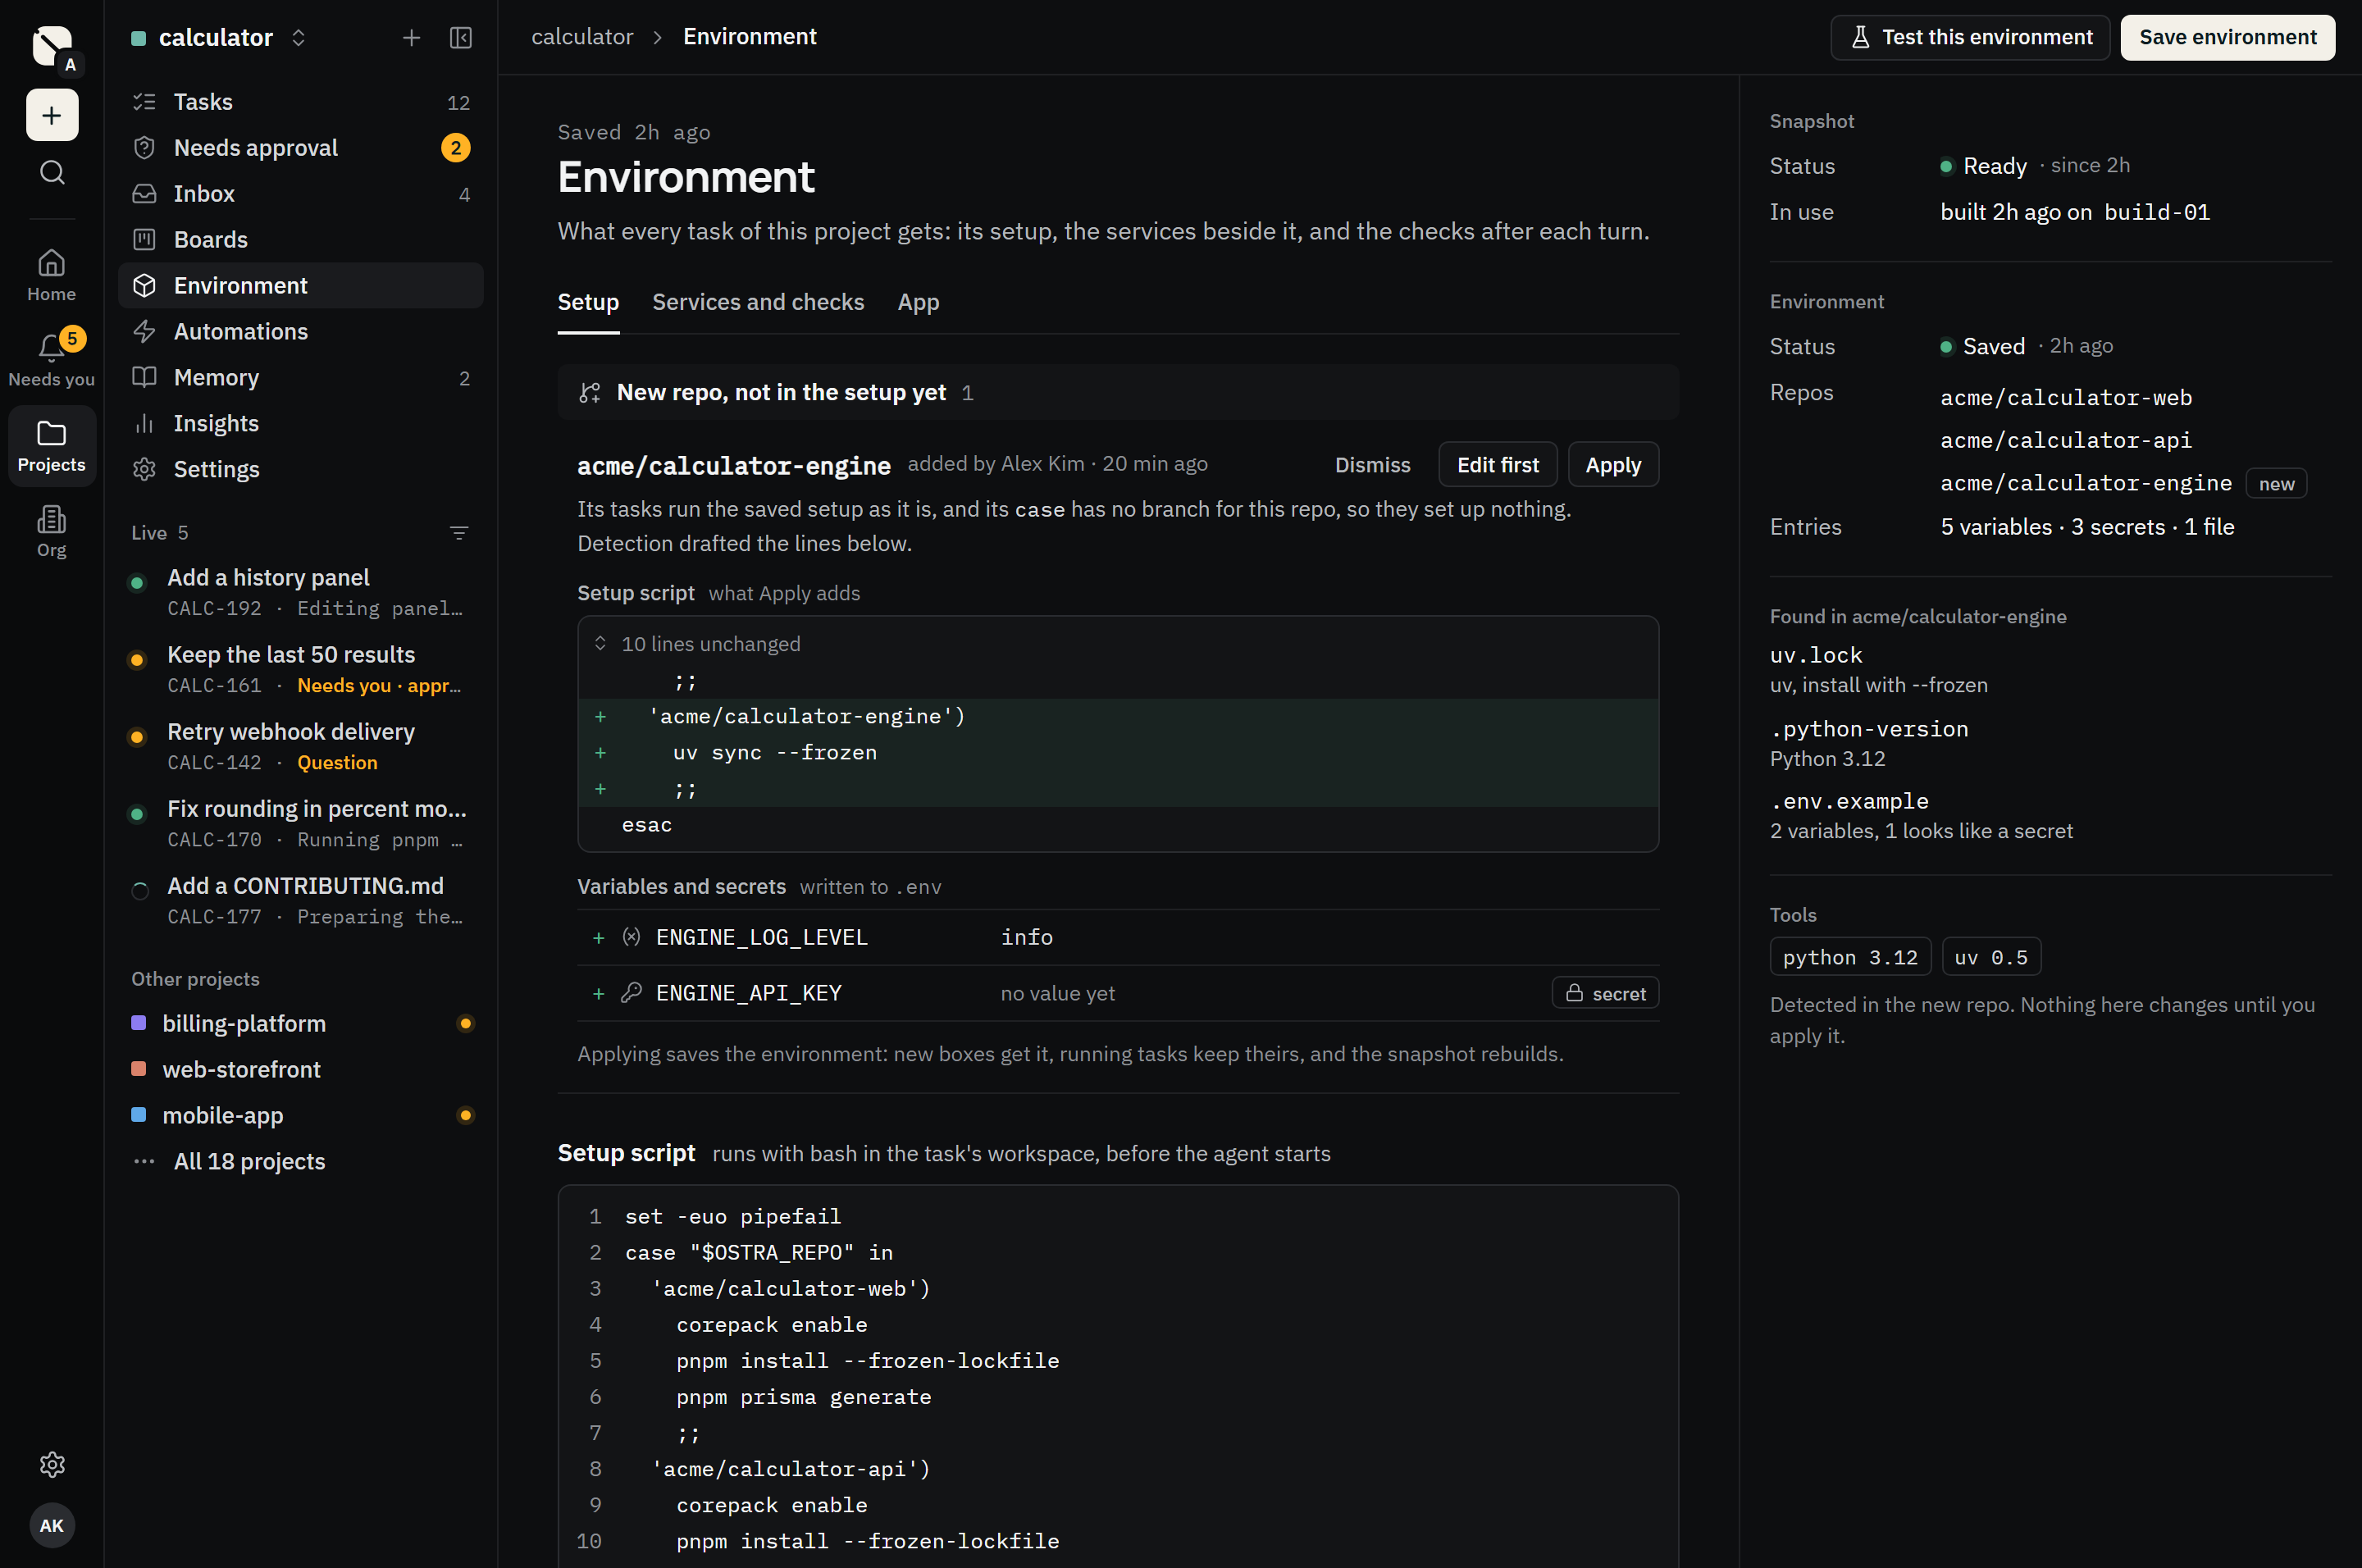 A
Home
5
Needs you
Projects
Org
AK
calculator
Tasks 12
Needs approval 2
Inbox 4
Boards
Environment
Automations
Memory 2
Insights
Settings
Live 5
Add a history panel
CALC-192 · Editing panel…
Keep the last 50 results
CALC-161 · Needs you · appr…
Retry webhook delivery
CALC-142 · Question
Fix rounding in percent mo…
CALC-170 · Running pnpm …
Add a CONTRIBUTING.md
CALC-177 · Preparing the…
Other projects
billing-platform
web-storefront
mobile-app
All 18 projects
calculator › Environment
Test this environment
Save environment
Saved 2h ago
Environment
What every task of this project gets: its setup, the services beside it, and the checks after each turn.
Setup Services and checks App
New repo, not in the setup yet 1
acme/calculator-engine added by Alex Kim · 20 min ago Dismiss Edit first Apply
Its tasks run the saved setup as it is, and its case has no branch for this repo, so they set up nothing.
Detection drafted the lines below.
Setup script what Apply adds
10 lines unchanged
;;
+ 'acme/calculator-engine')
+ uv sync --frozen
+ ;;
esac
Variables and secrets written to .env
+ ENGINE_LOG_LEVEL info
+ ENGINE_API_KEY no value yet secret
Applying saves the environment: new boxes get it, running tasks keep theirs, and the snapshot rebuilds.
Setup script runs with bash in the task's workspace, before the agent starts
1 set -euo pipefail
2 case "$OSTRA_REPO" in
3 'acme/calculator-web')
4 corepack enable
5 pnpm install --frozen-lockfile
6 pnpm prisma generate
7 ;;
8 'acme/calculator-api')
9 corepack enable
10 pnpm install --frozen-lockfile
Snapshot
Status Ready · since 2h
In use built 2h ago on build-01
Environment
Status Saved · 2h ago
Repos acme/calculator-web
acme/calculator-api
acme/calculator-engine new
Entries 5 variables · 3 secrets · 1 file
Found in acme/calculator-engine
uv.lock
uv, install with --frozen
.python-version
Python 3.12
.env.example
2 variables, 1 looks like a secret
Tools
python 3.12 uv 0.5
Detected in the new repo. Nothing here changes until you
apply it.